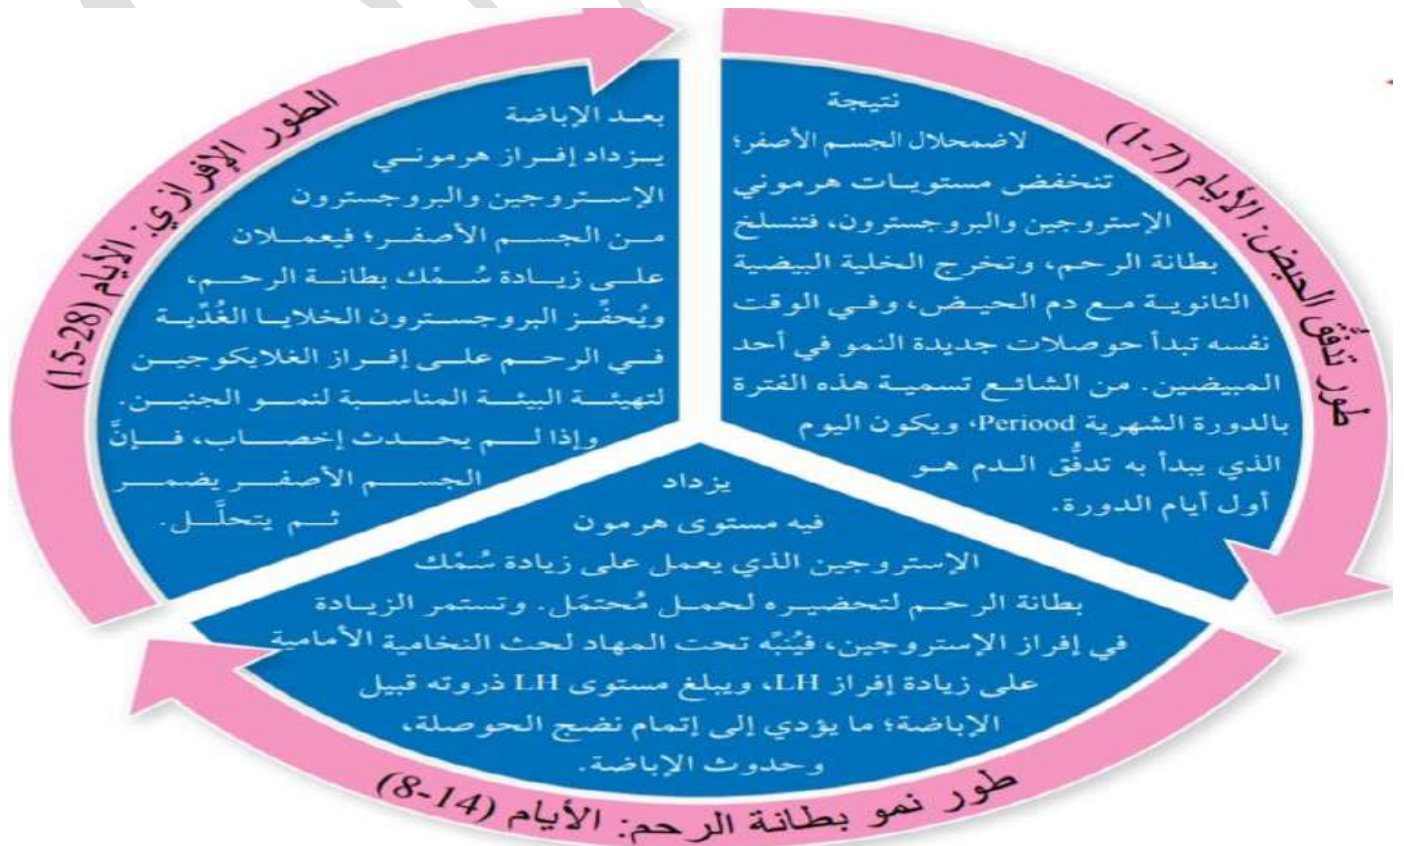 طور تدفُّق الحيض: الأيام (7-1)
نتيجة
لاضمحلال الجسم الأصفر؛
تنخفض مستويات هرموني
الإستروجين والبروجسترون، فتنسلخ
بطانة الرحم، وتخرج الخلية البيضية
الثانوية مع دم الحيض، وفي الوقت
نفسه تبدأ حوصلات جديدة النمو في أحد
المبيضين. من الشائع تسمية هذه الفترة
بالدورة الشهرية Periood، ويكون اليوم
الذي يبدأ به تدفُّق الدم هو
أول أيام الدورة.
طور نمو بطانة الرحم: الأيام (14-8)
يزداد
فيه مستوى هرمون
الإستروجين الذي يعمل على زيادة سُمْك
بطانة الرحم لتحضيره لحمل مُحتمَل. وتستمر الزيادة
في إفراز الإستروجين، فيُنبِّه تحت المهاد لحث النخامية الأمامية
على زيادة إفراز LH، ويبلغ مستوى LH ذروته قبيل
الإباضة؛ ما يؤدي إلى إتمام نضج الحوصلة،
وحدوث الإباضة.
الطور الإفرازي: الأيام (28-15)
بعد الإباضة
يزداد إفراز هرموني
الإستروجين والبروجسترون
من الجسم الأصفر؛ فيعملان
على زيادة سُمْك بطانة الرحم،
ويُحفِّز البروجسترون الخلايا الغُدِّية
في الرحم على إفراز الغلايكوجين
لتهيئة البيئة المناسبة لنمو الجنين.
وإذا لم يحدث إخصاب، فإنَّ
الجسم الأصفر يضمر
ثم يتحلَّل.